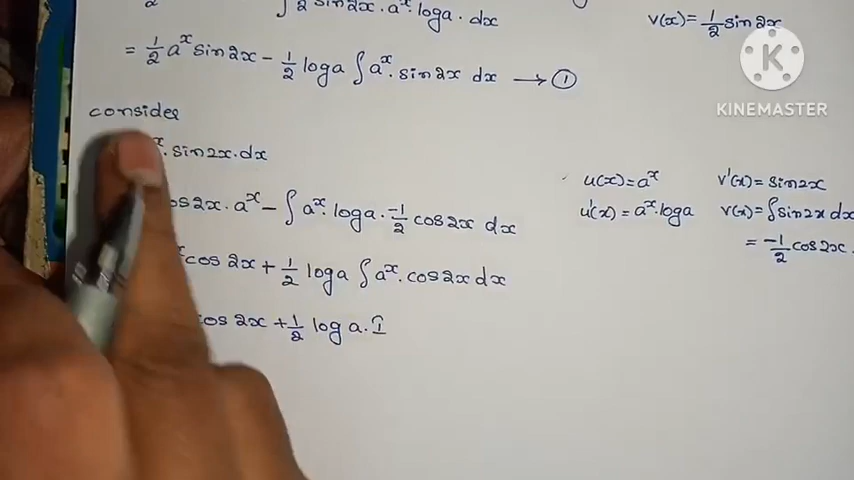 ∫ 1/2 sin2x. a^x. loga. dx
v(x)= 1/2 sin2x
= 1/2 a^x sin2x − 1/2 loga ∫ a^x. sin2x dx ⟶ ①
KINEMASTER
consider
. sin2x.dx
u(x)=a^x v'(x)= sin2x
u'(x)= a^x.loga v(x)= ∫sin2x dx
cos2x. a^x − ∫ a^x. loga. -1/2 cos2x dx
= -1/2 cos2x.
cos 2x + 1/2 loga ∫ a^x. cos2x dx
cos 2x + 1/2 log a. I